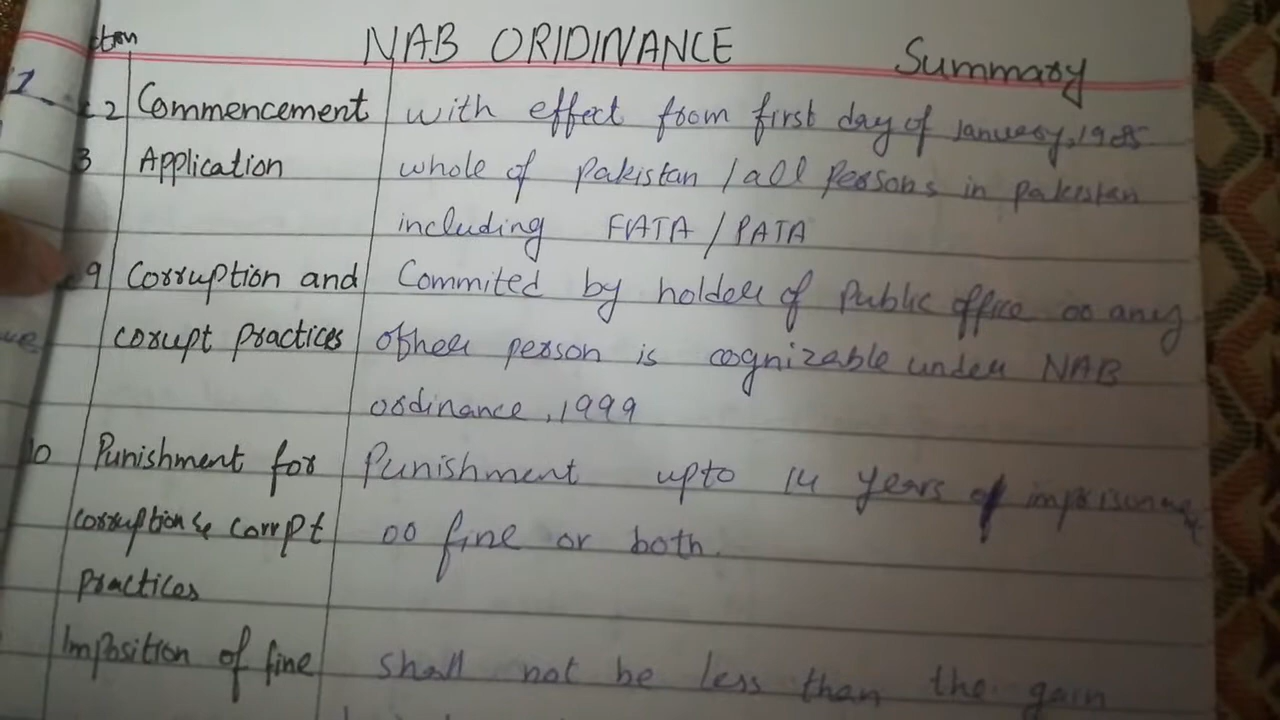 ction NAB ORIDINANCE Summary
2 Commencement with effect from first day of January, 1985
3 Application whole of Pakistan / all persons in pakistan
including FATA / PATA
9 Corruption and Commited by holder of Public office or any
corupt practices other person is cognizable under NAB
ordinance, 1999
10 Punishment for Punishment upto 14 years of
corruption & corrpt or fine or both.
practices
Imposition of fine shall not be less than the gain